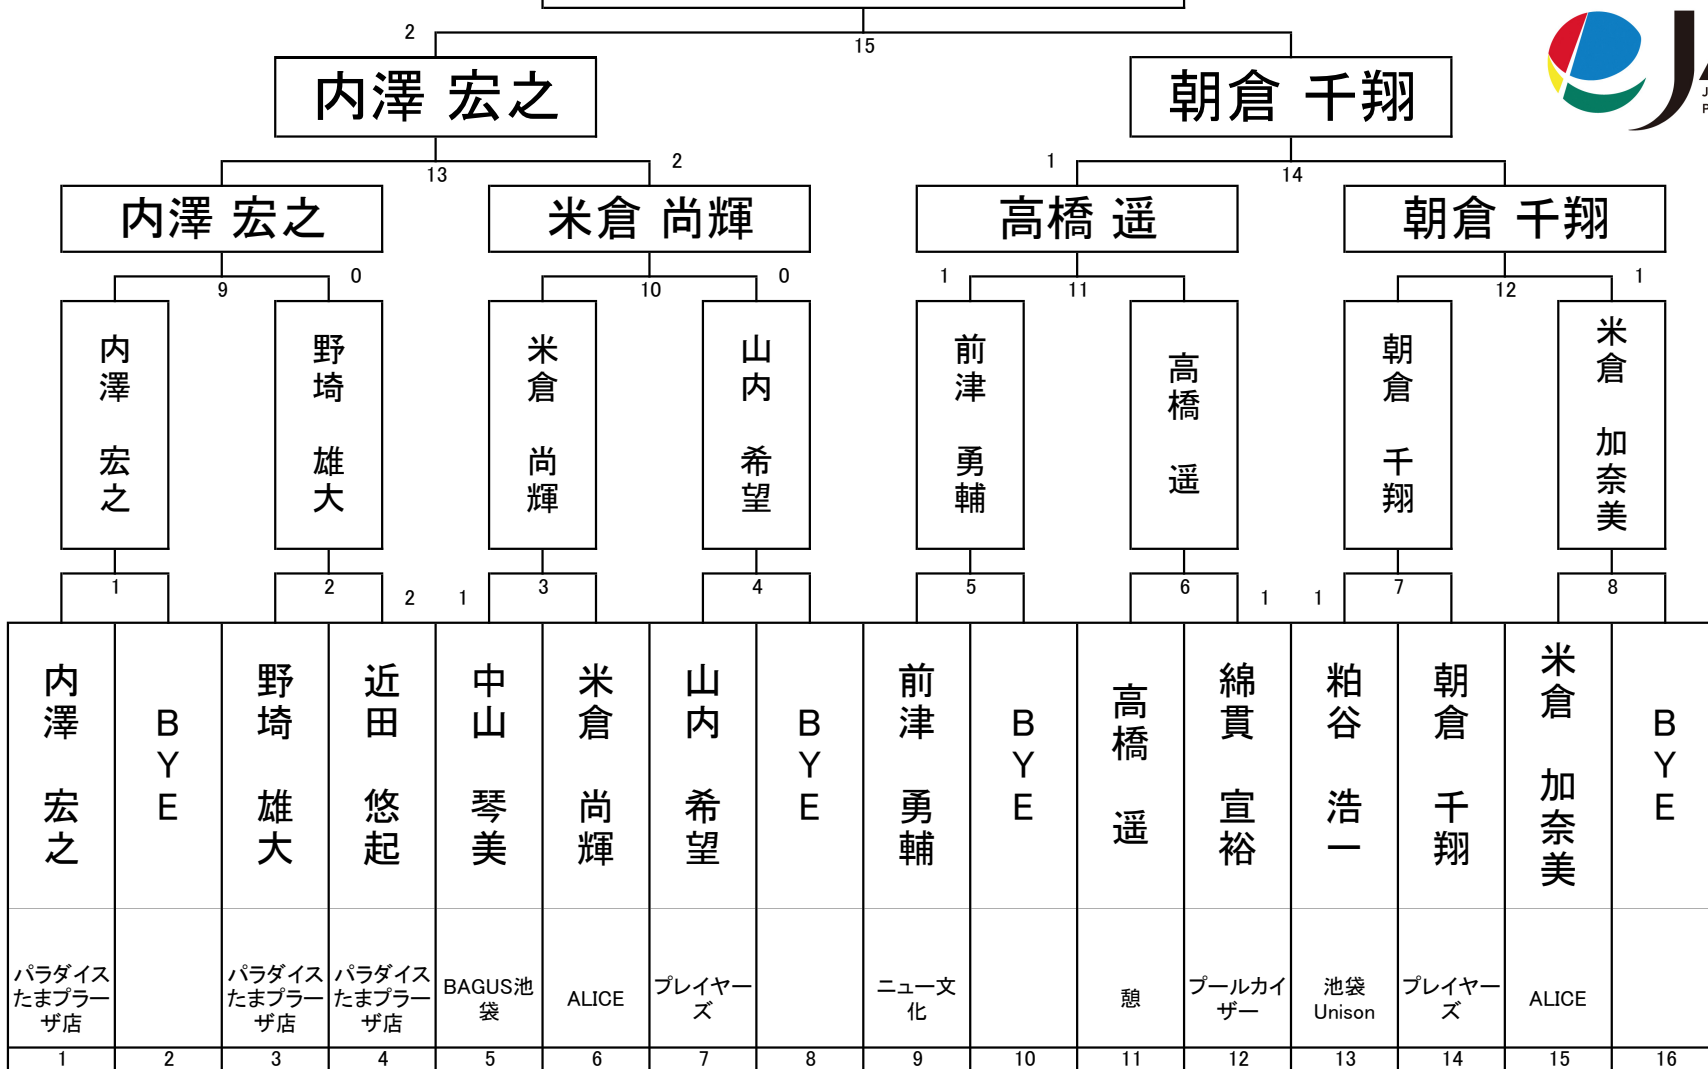 2
15
内澤 宏之
朝倉 千翔
13
2
1
14
内澤 宏之
米倉 尚輝
高橋 遥
朝倉 千翔
9
0
10
0
1
11
12
1
内澤 宏之
野埼 雄大
米倉 尚輝
山内 希望
前津 勇輔
高橋 遥
朝倉 千翔
米倉 加奈美
1
2
2
1
3
4
5
6
1
1
7
8
内澤 宏之
BYE
野埼 雄大
近田 悠起
中山 琴美
米倉 尚輝
山内 希望
BYE
前津 勇輔
BYE
高橋 遥
綿貫 宣裕
粕谷 浩一
朝倉 千翔
米倉 加奈美
BYE
パラダイス
たまプラー
ザ店
パラダイス
たまプラー
ザ店
パラダイス
たまプラー
ザ店
BAGUS池
袋
ALICE
プレイヤー
ズ
ニュー文
化
憩
プールカイ
ザー
池袋
Unison
プレイヤー
ズ
ALICE
1
2
3
4
5
6
7
8
9
10
11
12
13
14
15
16